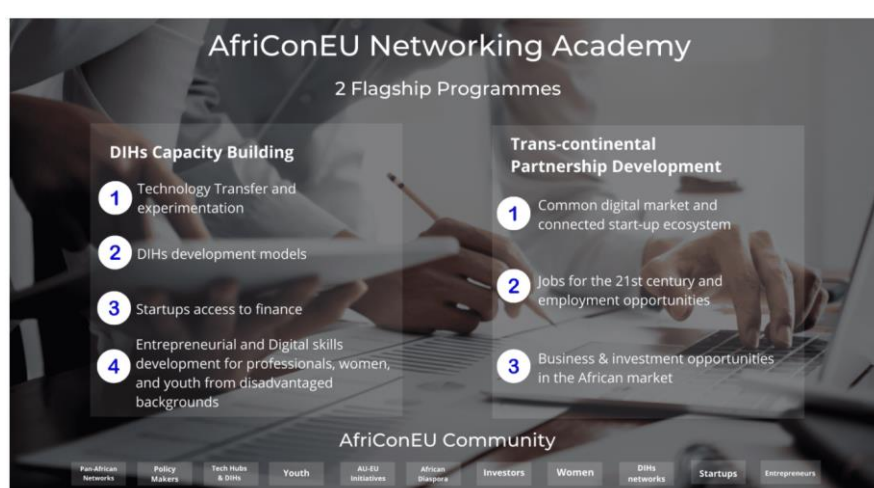 AfriConEU Networking Academy
2 Flagship Programmes
DIHs Capacity Building
1 Technology Transfer and
experimentation
2 DIHs development models
3 Startups access to finance
4 Entrepreneurial and Digital skills
development for professionals, women,
and youth from disadvantaged
backgrounds
Trans-continental
Partnership Development
1 Common digital market and
connected start-up ecosystem
2 Jobs for the 21st century and
employment opportunities
3 Business & investment opportunities
in the African market
AfriConEU Community
Pan-African
Networks
Policy
Makers
Tech Hubs
& DIHs
Youth
AU-EU
Initiatives
African
Diaspora
Investors
Women
DIHs
networks
Startups
Entrepreneurs